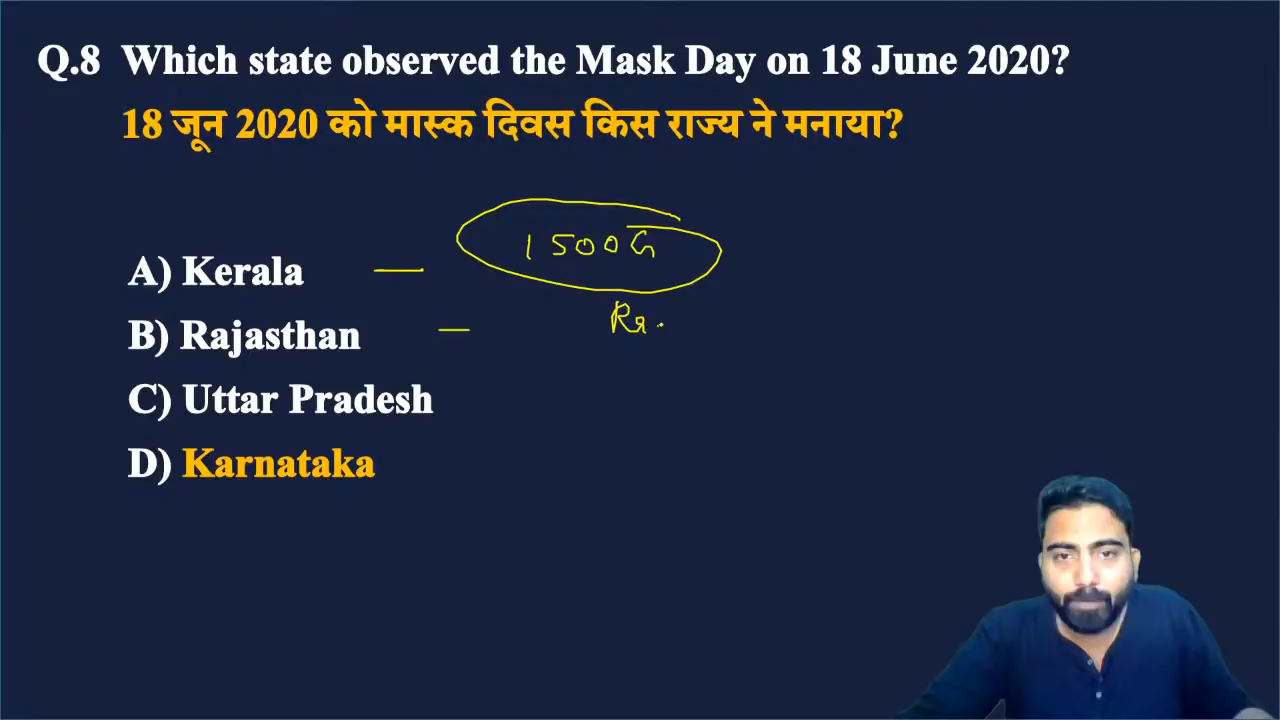 Q.8 Which state observed the Mask Day on 18 June 2020?
18 जून 2020 को मास्क दिवस किस राज्य ने मनाया?
A) Kerala —
B) Rajasthan —
C) Uttar Pradesh
D) Karnataka